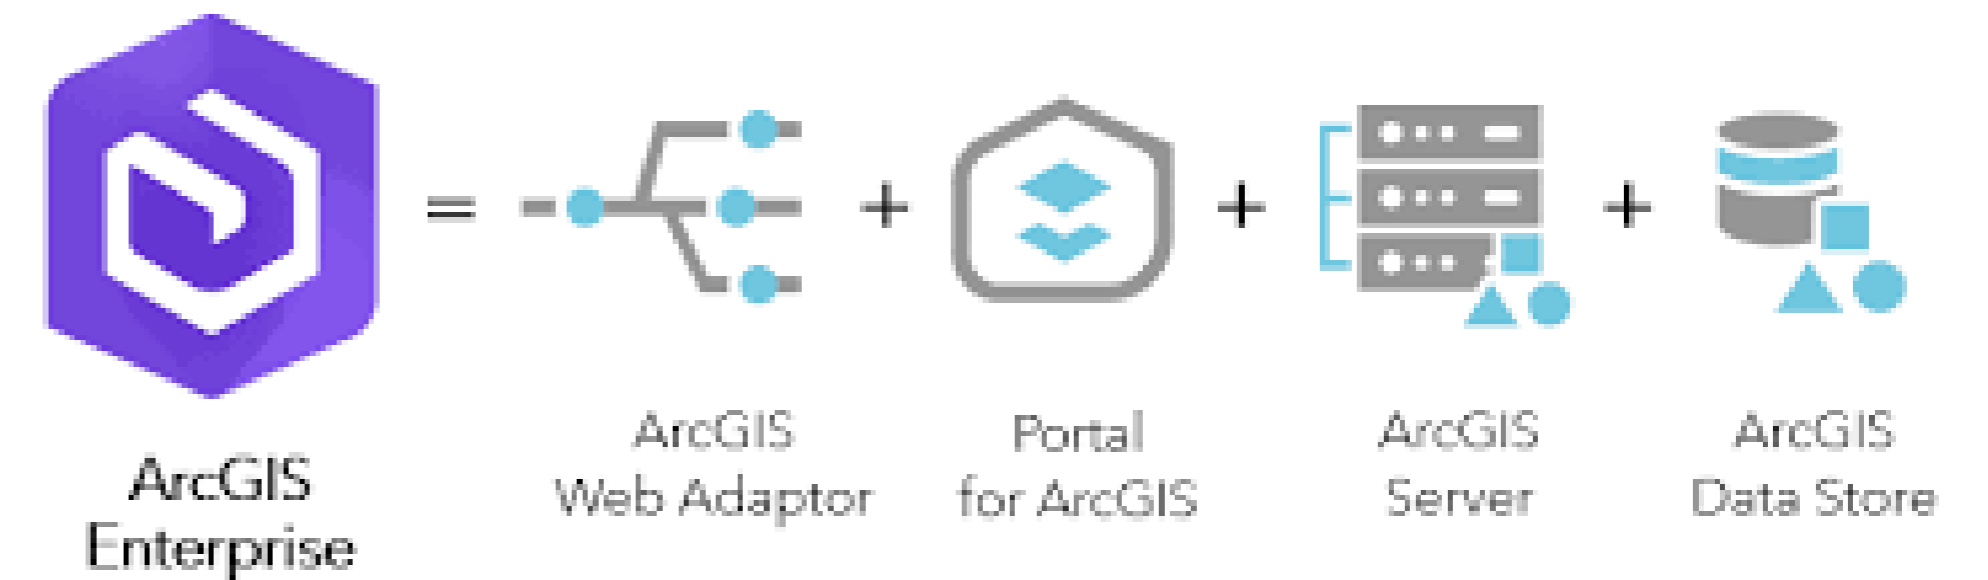 ArcGIS
Enterprise
=
ArcGIS
Web Adaptor
+
Portal
for ArcGIS
+
ArcGIS
Server
+
ArcGIS
Data Store